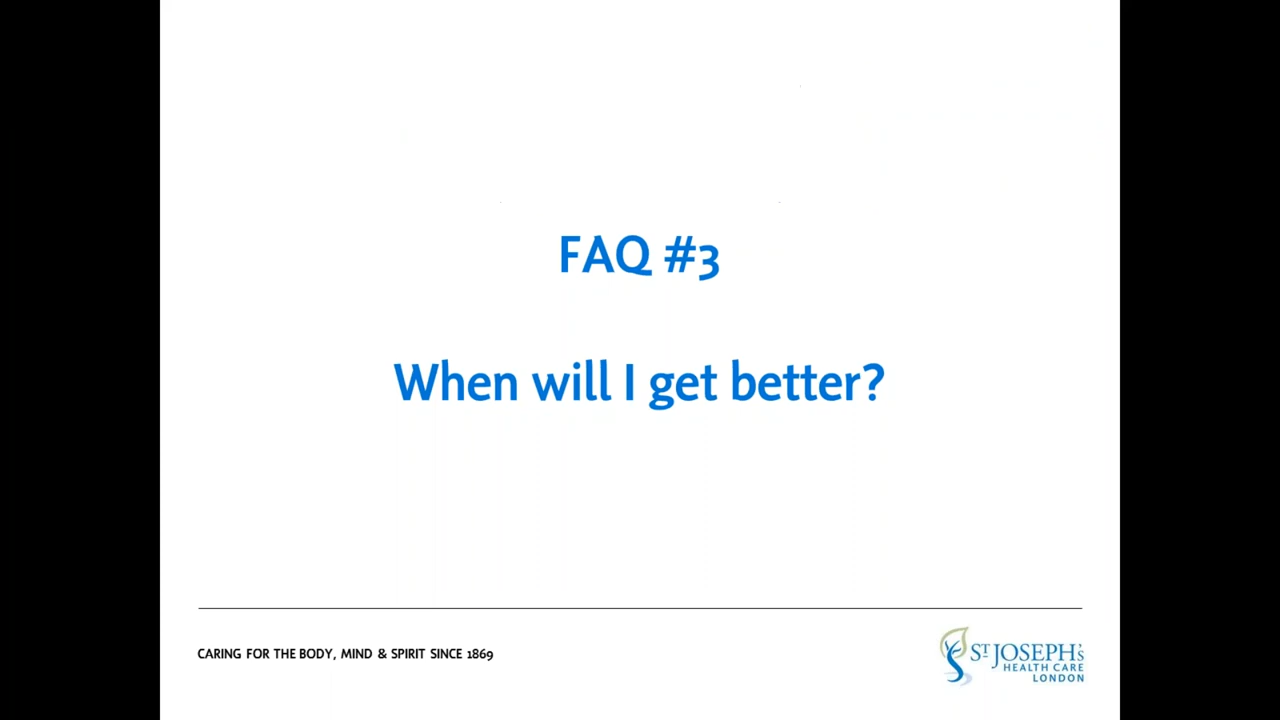 FAQ #3
When will I get better?
CARING FOR THE BODY, MIND & SPIRIT SINCE 1869
ST JOSEPH'S
HEALTH CARE
LONDON